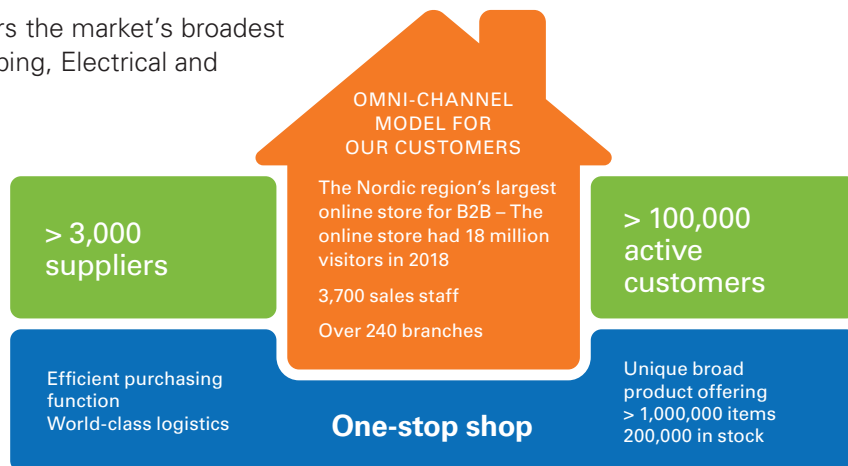 rs the market's broadest
ing, Electrical and
OMNI-CHANNEL
MODEL FOR
OUR CUSTOMERS
The Nordic region's largest
online store for B2B – The
online store had 18 million
visitors in 2018
3,700 sales staff
Over 240 branches
> 3,000
suppliers
> 100,000
active
customers
Efficient purchasing
function
World-class logistics
One-stop shop
Unique broad
product offering
> 1,000,000 items
200,000 in stock